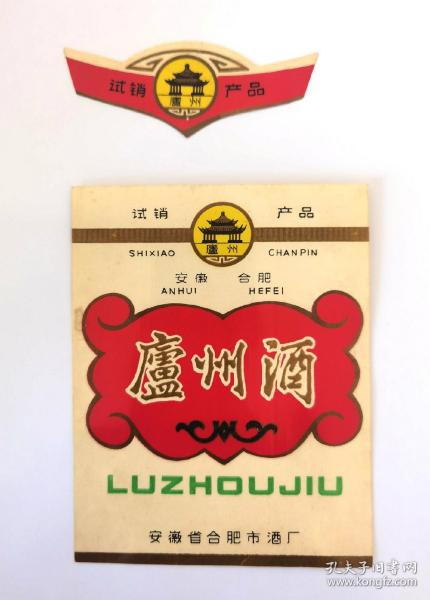 试销 产品
廬州
试销 产品
廬州
SHIXIAO CHANPIN
安徽 合肥
ANHUI HEFEI
廬州酒
LUZHOUJIU
安徽省合肥市酒厂
孔夫子旧书网
www.kongfz.com